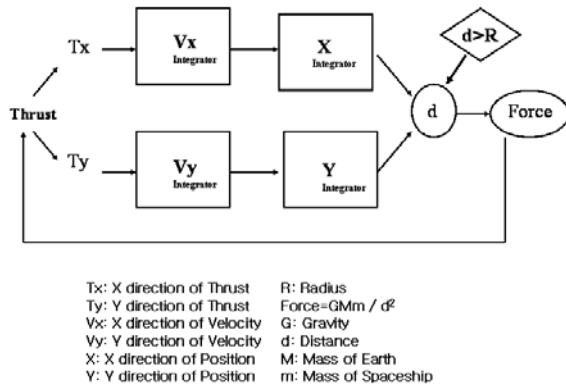 Tx
Vx
Integrator
X
Integrator
d>R
Thrust
d
Force
Ty
Vy
Integrator
Y
Integrator
Tx: X direction of Thrust R: Radius
Ty: Y direction of Thrust Force=GMm / d²
Vx: X direction of Velocity G: Gravity
Vy: Y direction of Velocity d: Distance
X: X direction of Position M: Mass of Earth
Y: Y direction of Position m: Mass of Spaceship